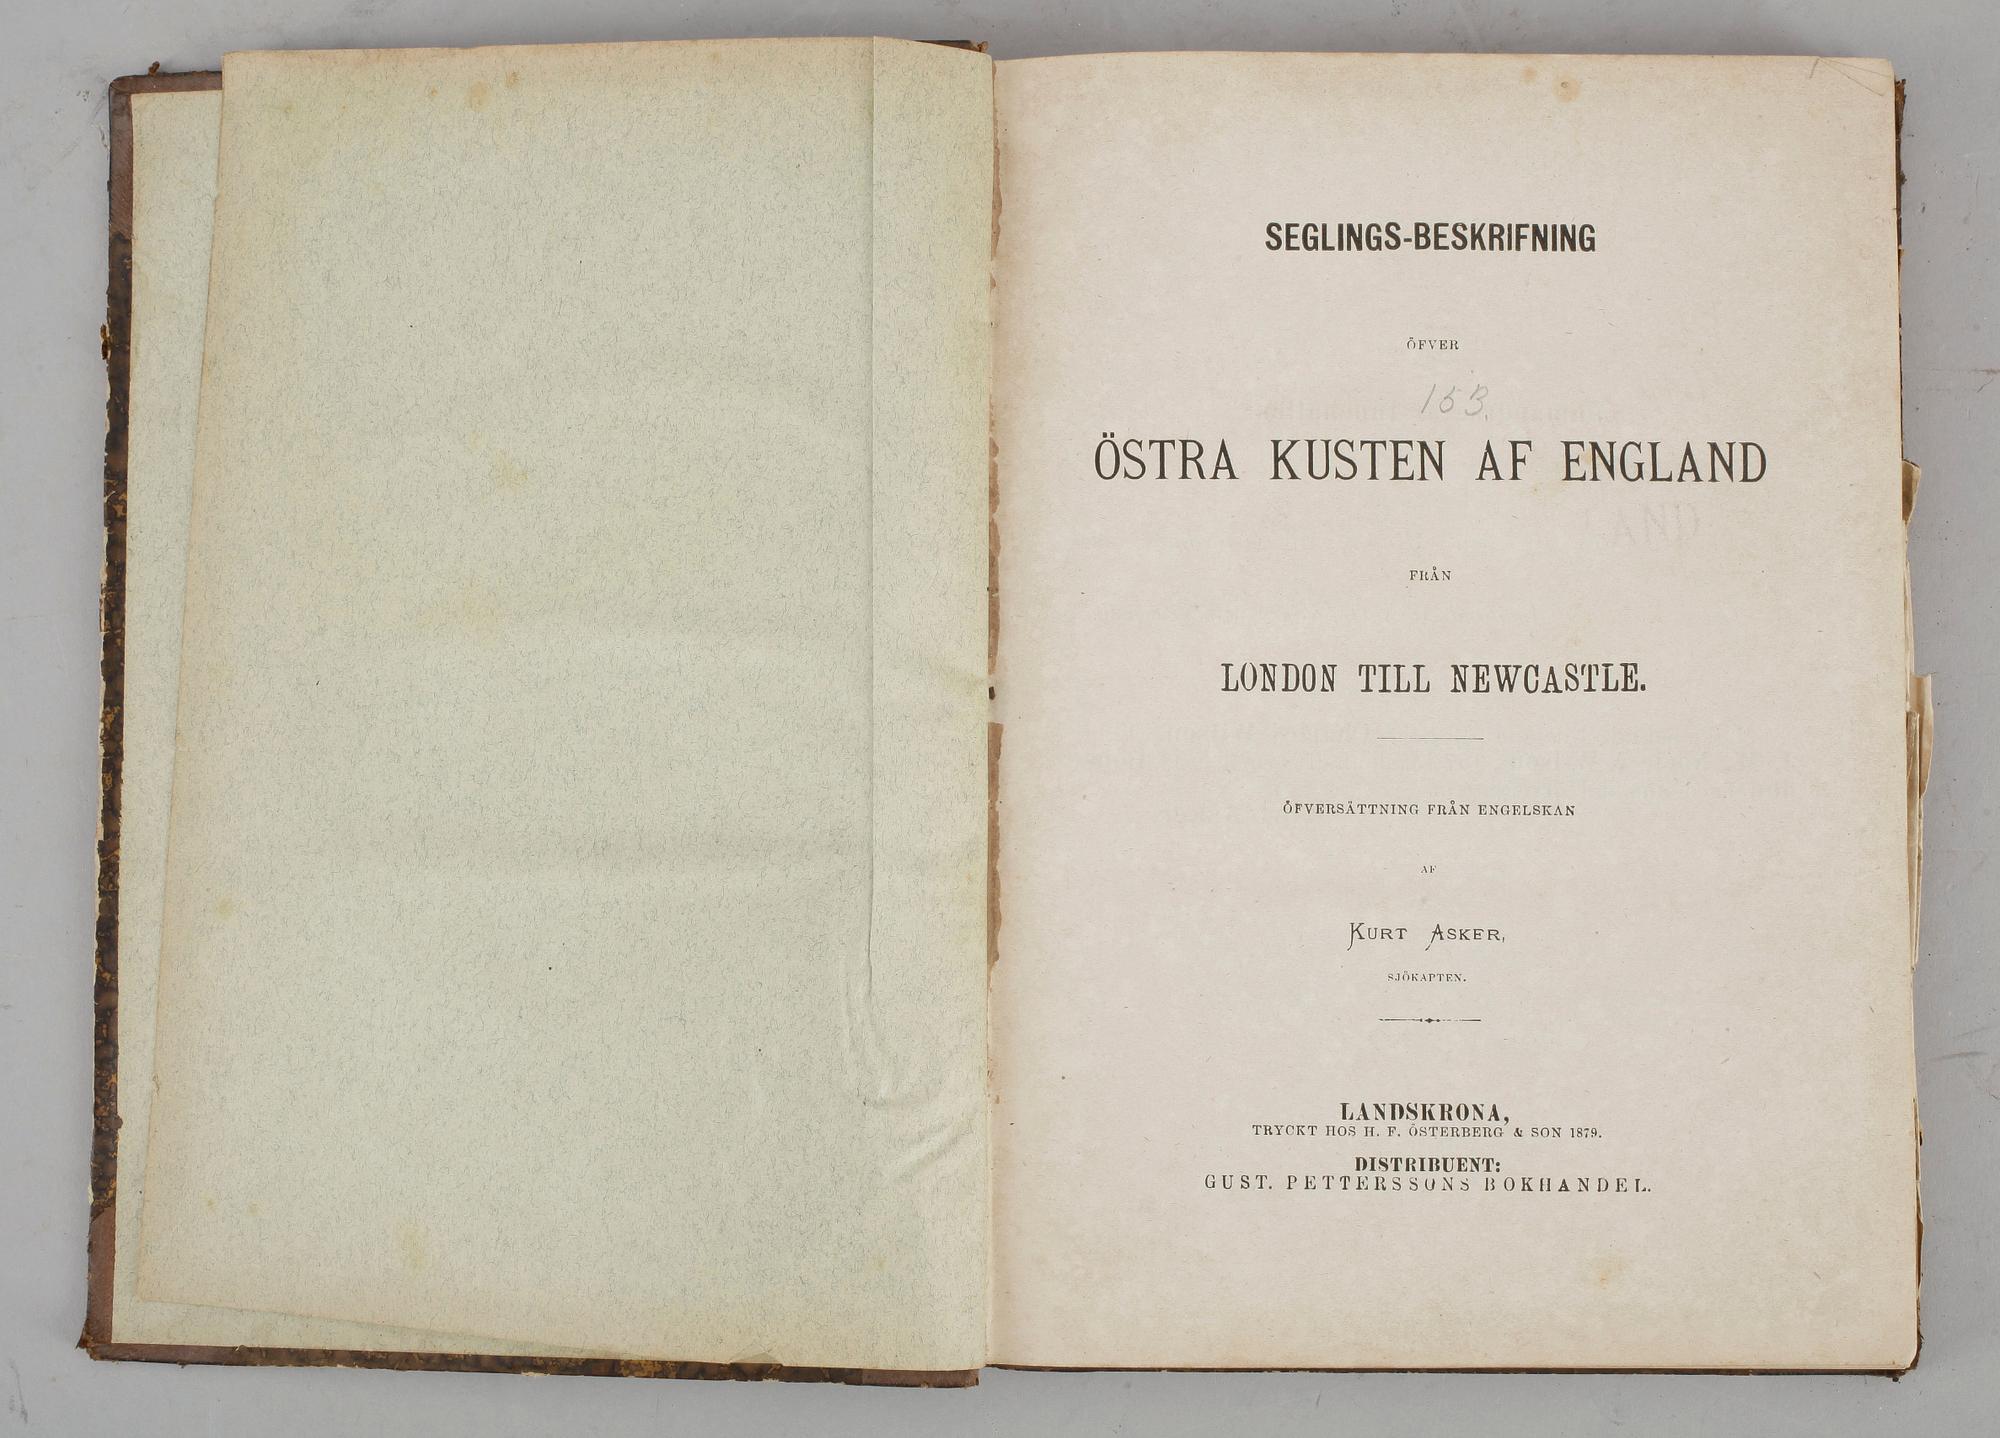 SEGLINGS-BESKRIFNING
ÖFVER
153.
ÖSTRA KUSTEN AF ENGLAND
FRÅN
LONDON TILL NEWCASTLE.
ÖFVERSÄTTNING FRÅN ENGELSKAN
AF
KURT ASKER,
SJÖKAPTEN.
LANDSKRONA,
TRYCKT HOS H. F. ÖSTERBERG & SON 1879.
DISTRIBUENT:
GUST. PETTERSSONS BOKHANDEL.